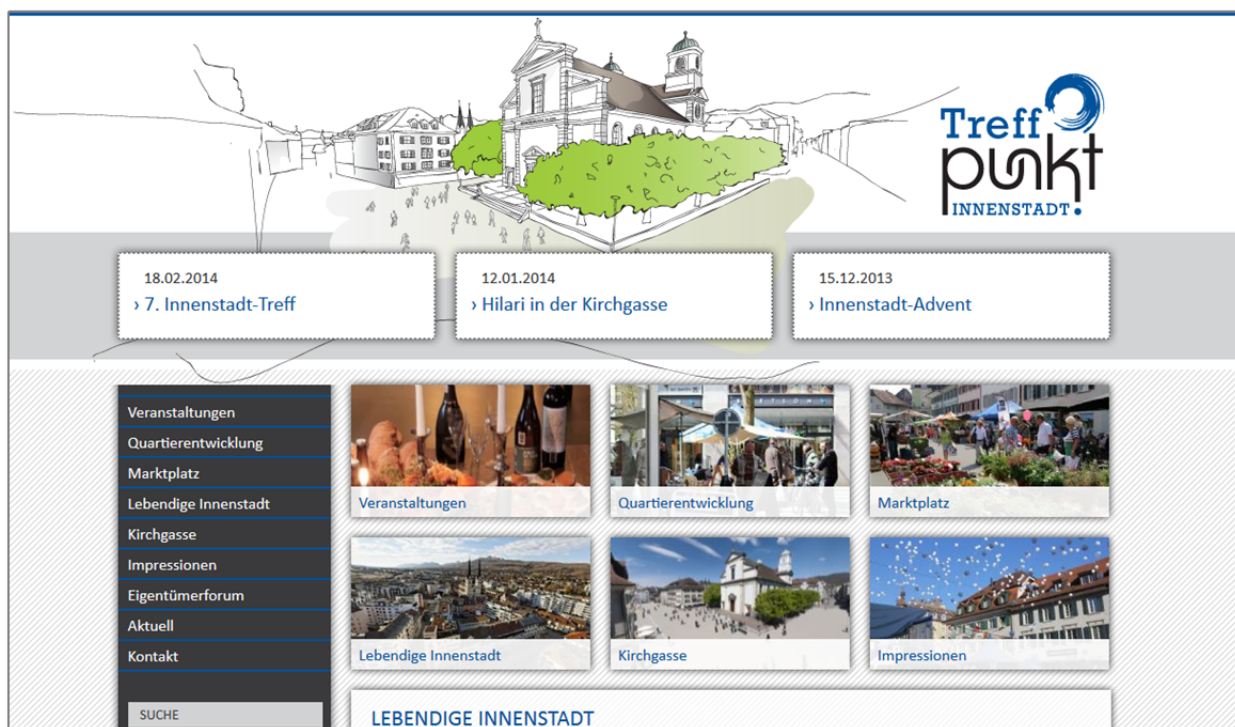 Treff
punkt
INNENSTADT
18.02.2014
› 7. Innenstadt-Treff
12.01.2014
› Hilari in der Kirchgasse
15.12.2013
› Innenstadt-Advent
Veranstaltungen
Quartierentwicklung
Marktplatz
Lebendige Innenstadt
Kirchgasse
Impressionen
Eigentümerforum
Aktuell
Kontakt
SUCHE
Veranstaltungen
Quartierentwicklung
Marktplatz
Lebendige Innenstadt
Kirchgasse
Impressionen
LEBENDIGE INNENSTADT